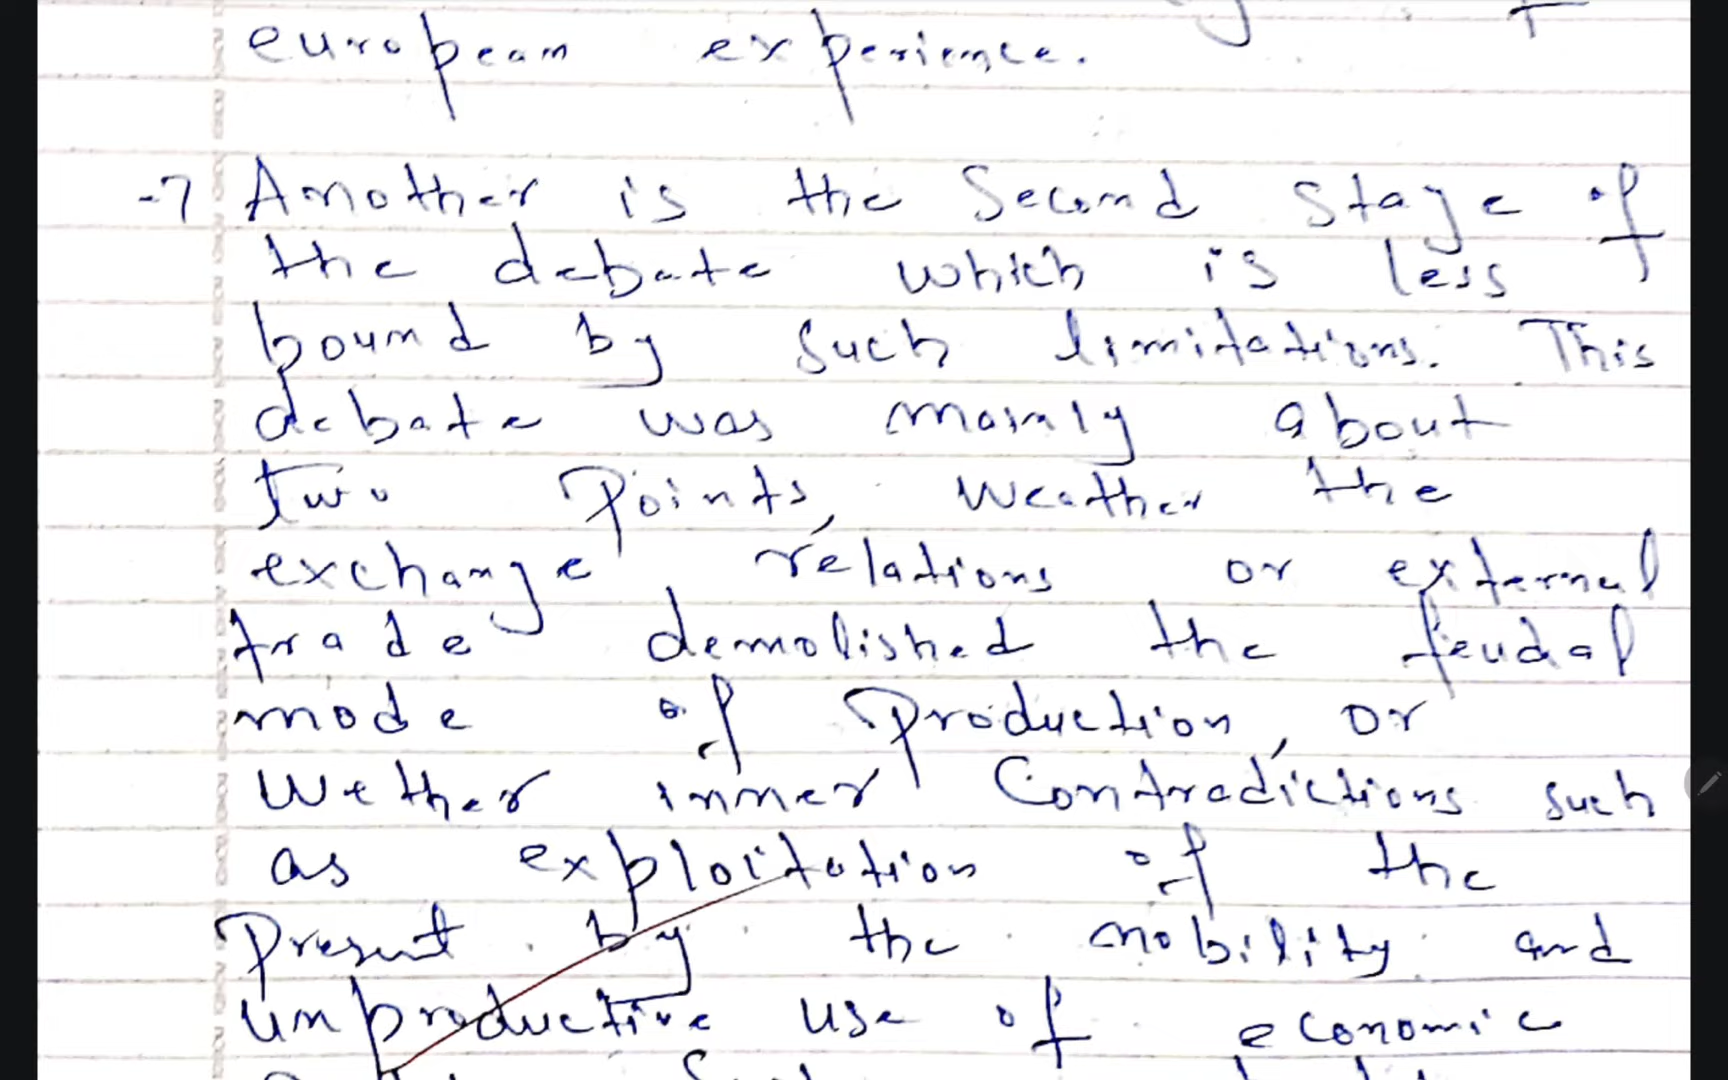 european experience.
-7 Another is the Second Stage of
the debate which is less
bound by such limitations. This
debate was mainly about
two points, weather the
exchange relations or external
trade demolished the feudal
mode of production, or
wether inner contradictions such
as exploitation of the
Present by the nobility and
unproductive use of economic